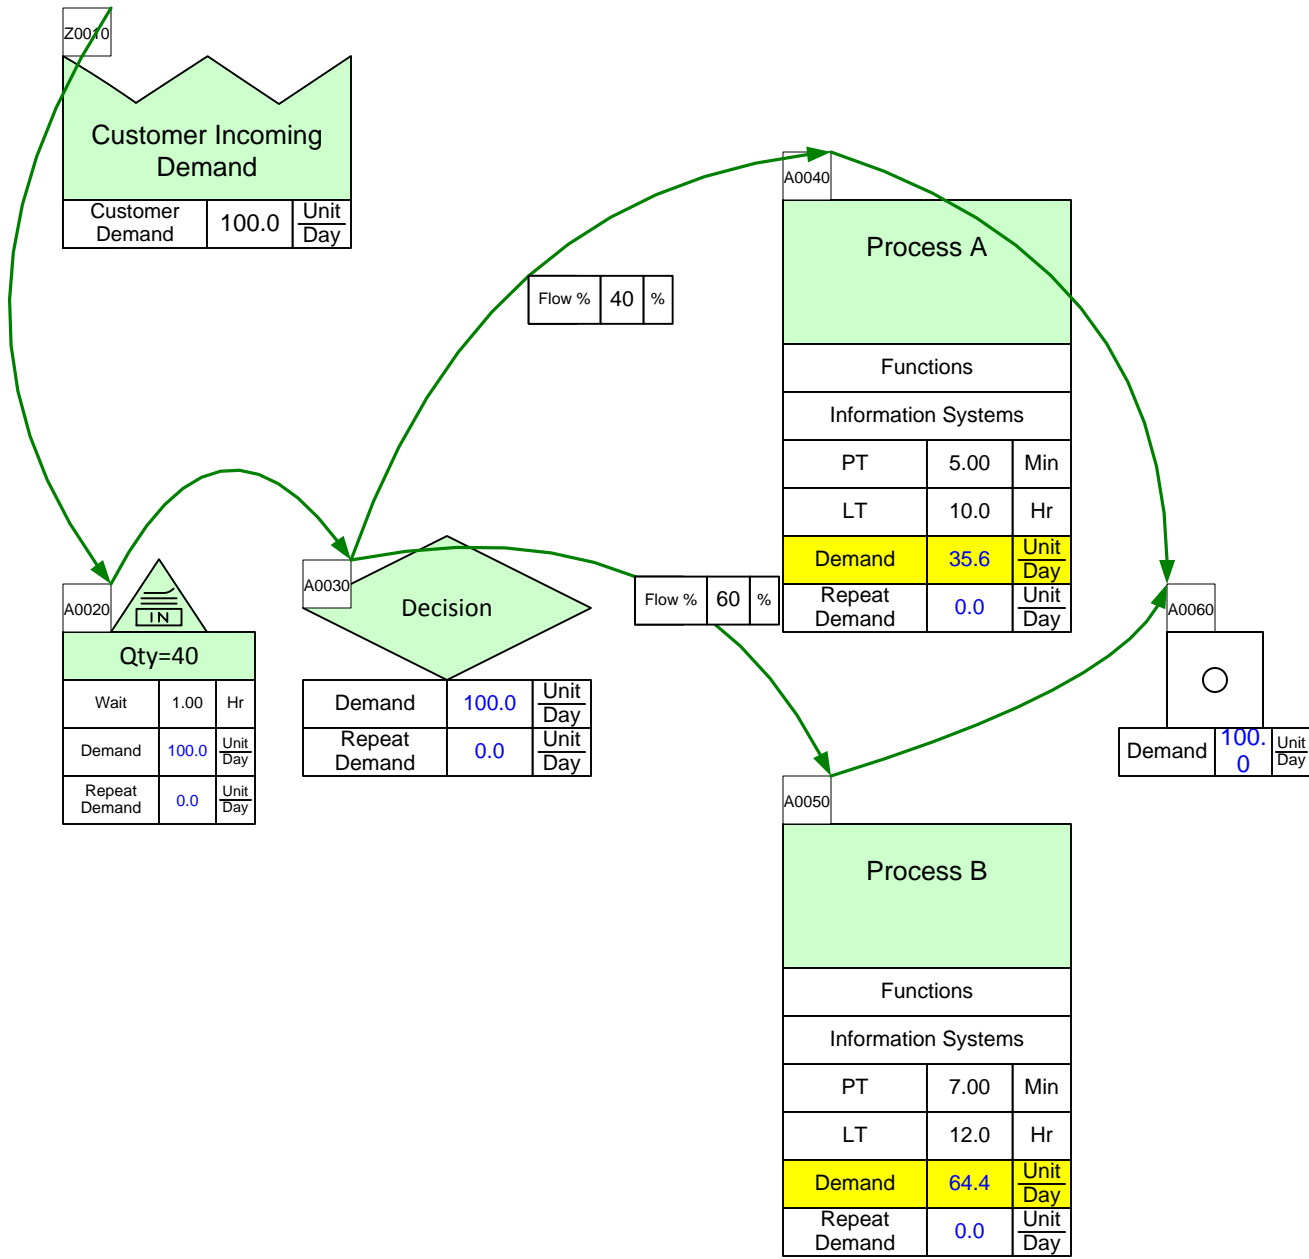 Z0010
Customer Incoming
Demand
Customer
Demand
100.0
Unit
Day
Flow % 40 %
A0040
Process A
Functions
Information Systems
PT 5.00 Min
LT 10.0 Hr
Demand 35.6 Unit
Day
Repeat
Demand
0.0
Unit
Day
A0020
IN
Qty=40
Wait 1.00 Hr
Demand 100.0 Unit
Day
Repeat
Demand
0.0
Unit
Day
A0030
Decision
Demand 100.0 Unit
Day
Repeat
Demand
0.0
Unit
Day
Flow % 60 %
A0060
Demand
100.
0
Unit
Day
A0050
Process B
Functions
Information Systems
PT 7.00 Min
LT 12.0 Hr
Demand 64.4 Unit
Day
Repeat
Demand
0.0
Unit
Day